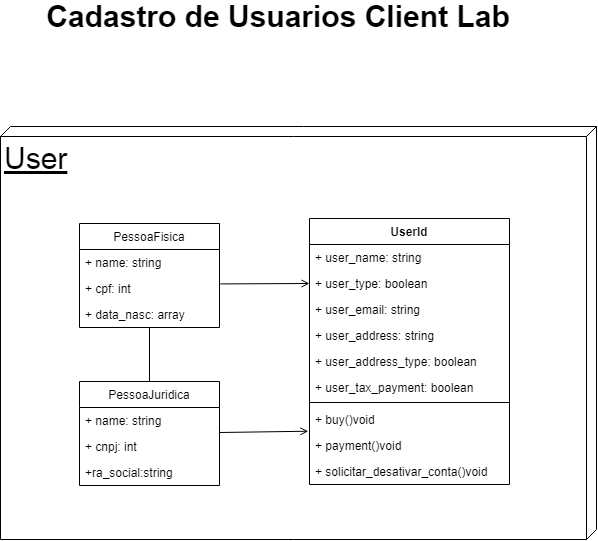 Cadastro de Usuarios Client Lab
User
PessoaFisica
+ name: string
+ cpf: int
+ data_nasc: array
PessoaJuridica
+ name: string
+ cnpj: int
+ra_social:string
UserId
+ user_name: string
+ user_type: boolean
+ user_email: string
+ user_address: string
+ user_address_type: boolean
+ user_tax_payment: boolean
+ buy()void
+ payment()void
+ solicitar_desativar_conta()void